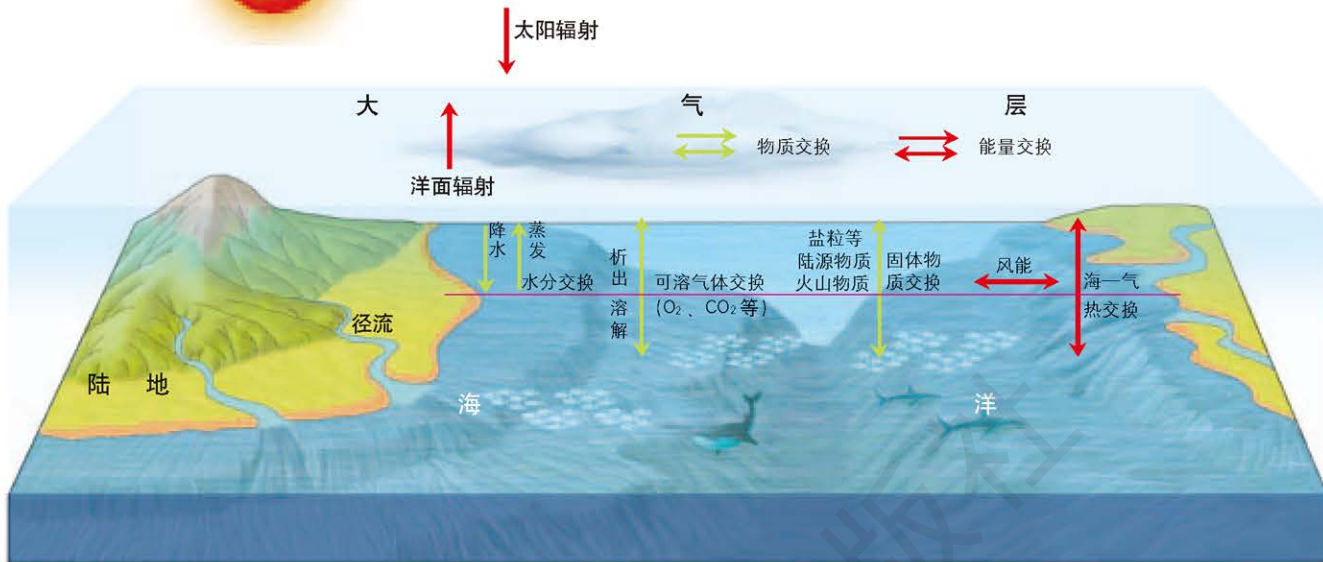 太阳辐射
大 气 层
物质交换
能量交换
洋面辐射
降水
蒸发
水分交换
析出
溶解
可溶气体交换
(O₂、CO₂等)
盐粒等
陆源物质
火山物质
固体物
质交换
风能
海—气
热交换
径流
陆 地
海 洋
版社